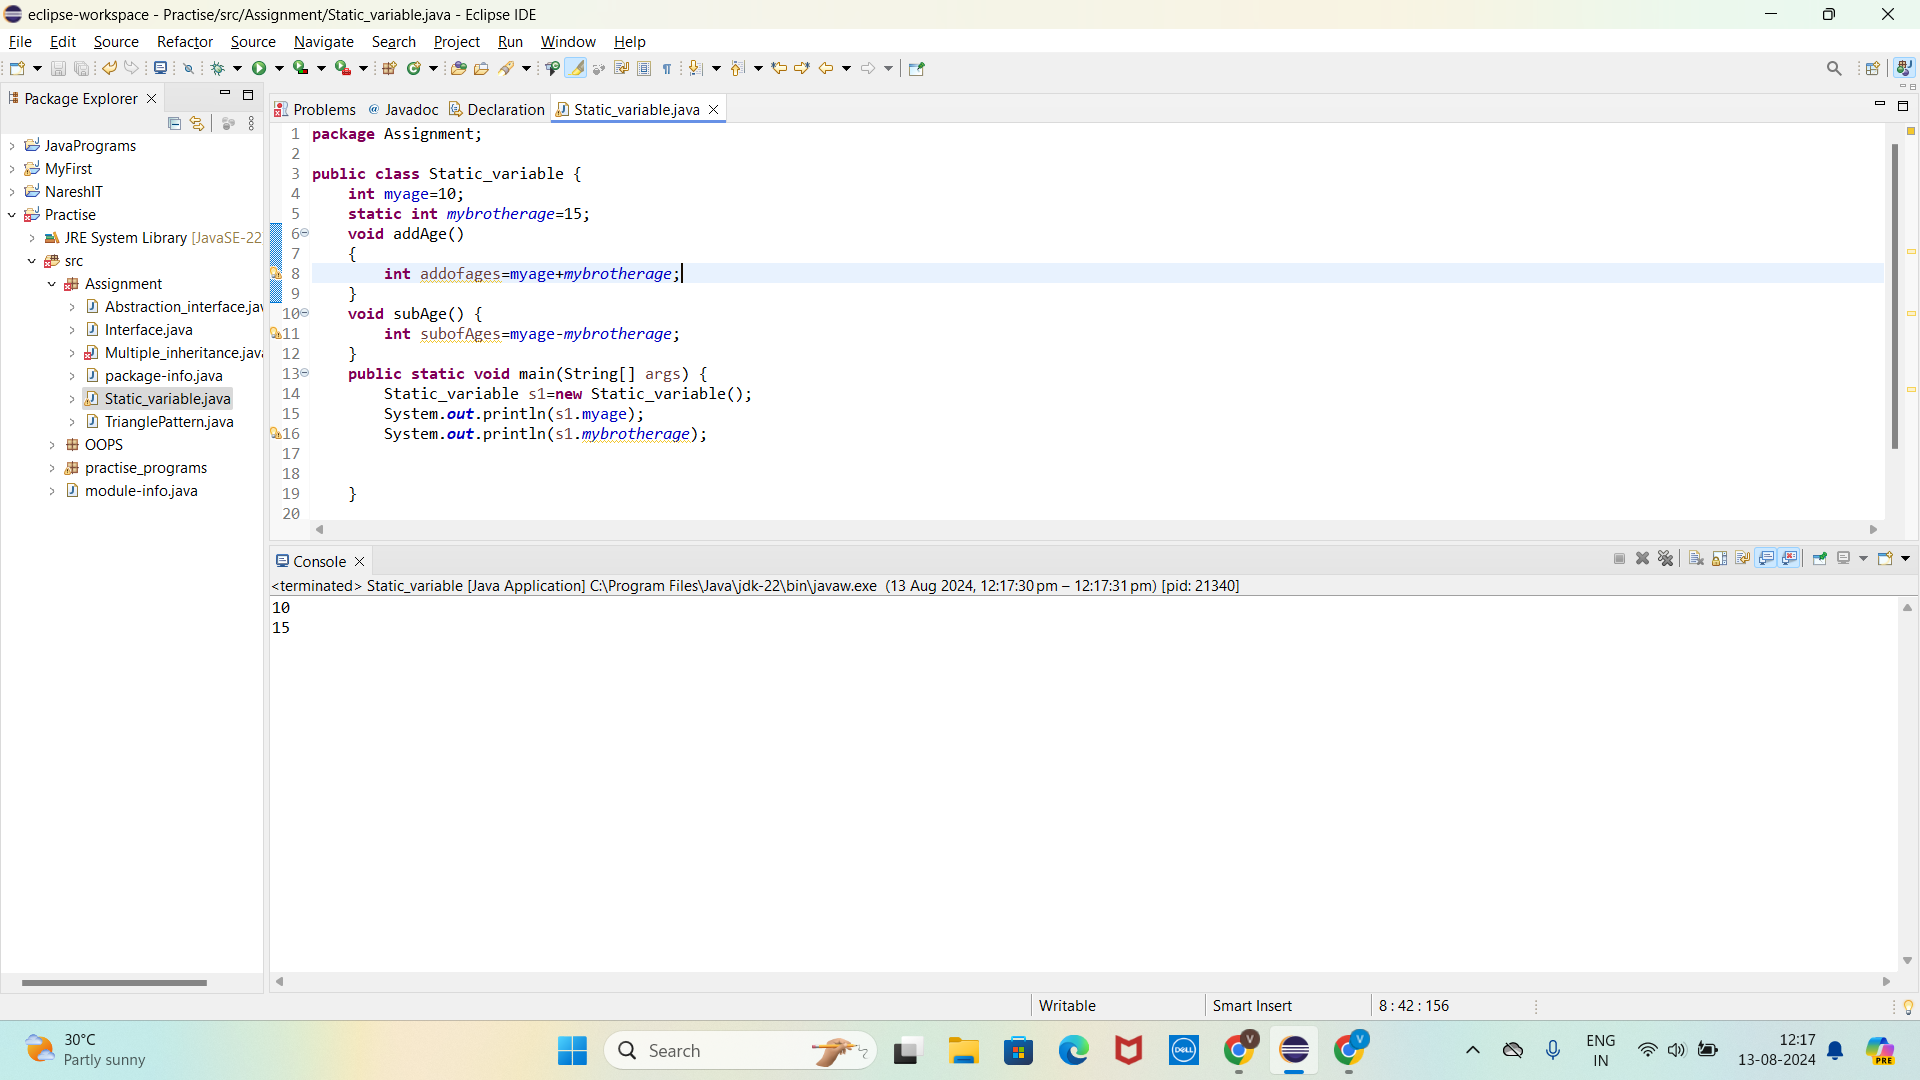 eclipse-workspace - Practise/src/Assignment/Static_variable.java - Eclipse IDE
File Edit Source Refactor Source Navigate Search Project Run Window Help
Package Explorer
JavaPrograms
MyFirst
NareshIT
Practise
JRE System Library [JavaSE-22
src
Assignment
Abstraction_interface.jav
Interface.java
Multiple_inheritance.java
package-info.java
Static_variable.java
TrianglePattern.java
OOPS
practise_programs
module-info.java
Problems @ Javadoc Declaration Static_variable.java
1 package Assignment;
2
3 public class Static_variable {
4 int myage=10;
5 static int mybrotherage=15;
6 void addAge()
7 {
8 int addofages=myage+mybrotherage;
9 }
10 void subAge() {
11 int subofAges=myage-mybrotherage;
12 }
13 public static void main(String[] args) {
14 Static_variable s1=new Static_variable();
15 System.out.println(s1.myage);
16 System.out.println(s1.mybrotherage);
17
18
19 }
20
Console
<terminated> Static_variable [Java Application] C:\Program Files\Java\jdk-22\bin\javaw.exe (13 Aug 2024, 12:17:30 pm – 12:17:31 pm) [pid: 21340]
10
15
Writable Smart Insert 8 : 42 : 156
30°C
Partly sunny
Search
DELL
V
V
ENG
IN
12:17
13-08-2024
PRE